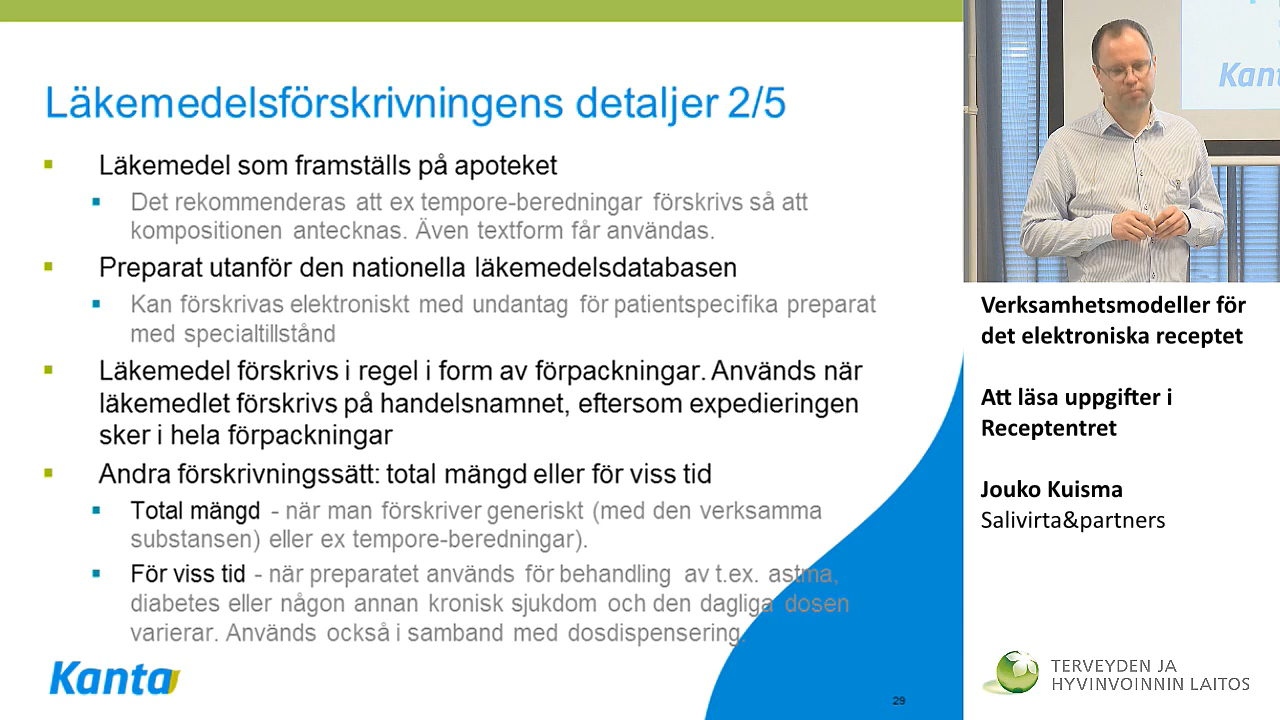 Läkemedelsförskrivningens detaljer 2/5
Läkemedel som framställs på apoteket
Det rekommenderas att ex tempore-beredningar förskrivs så att
kompositionen antecknas. Även textform får användas.
Preparat utanför den nationella läkemedelsdatabasen
Kan förskrivas elektroniskt med undantag för patientspecifika preparat
med specialtillstånd
Läkemedel förskrivs i regel i form av förpackningar. Används när
läkemedlet förskrivs på handelsnamnet, eftersom expedieringen
sker i hela förpackningar
Andra förskrivningssätt: total mängd eller för viss tid
Total mängd - när man förskriver generiskt (med den verksamma
substansen) eller ex tempore-beredningar).
För viss tid - när preparatet används för behandling av t.ex. astma,
diabetes eller någon annan kronisk sjukdom och den dagliga dosen
varierar. Används också i samband med dosdispensering.
Kanta
29
Kant
Verksamhetsmodeller för
det elektroniska receptet
Att läsa uppgifter i
Receptentret
Jouko Kuisma
Salivirta&partners
TERVEYDEN JA
HYVINVOINNIN LAITOS